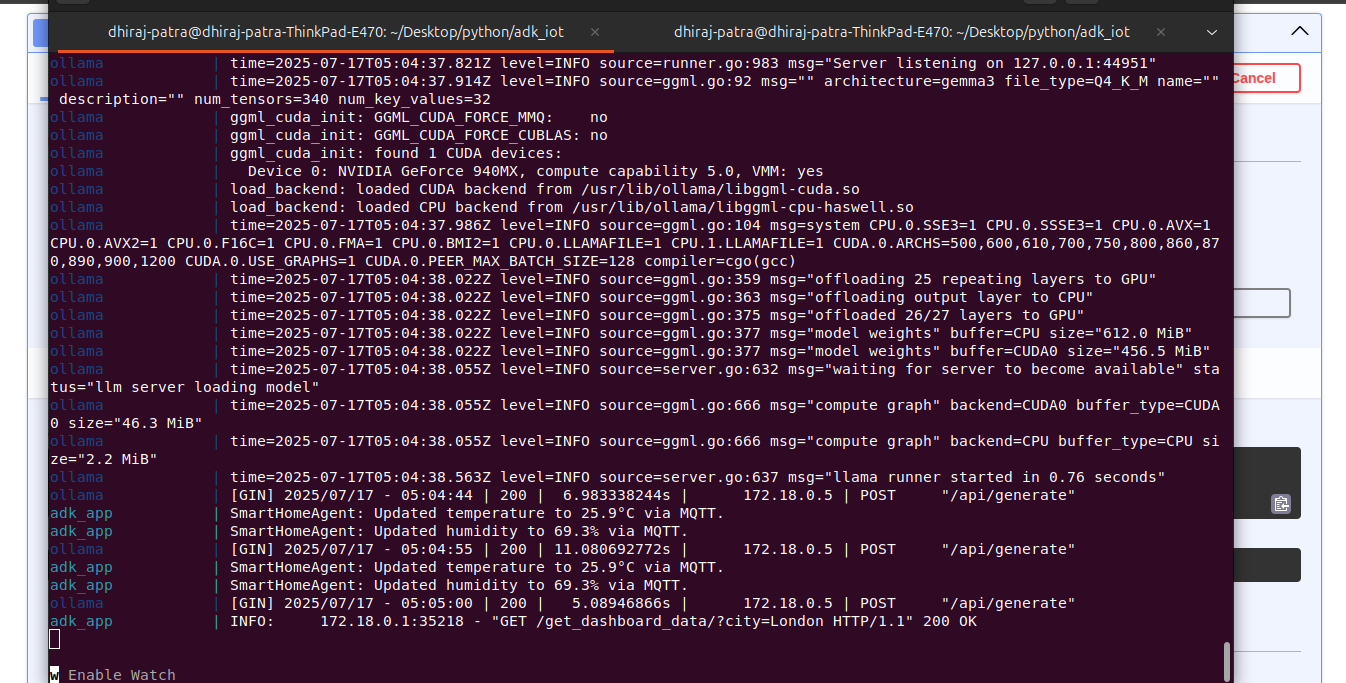 dhiraj-patra@dhiraj-patra-ThinkPad-E470: ~/Desktop/python/adk_iot × dhiraj-patra@dhiraj-patra-ThinkPad-E470: ~/Desktop/python/adk_iot ×
Cancel
ollama | time=2025-07-17T05:04:37.821Z level=INFO source=runner.go:983 msg="Server listening on 127.0.0.1:44951"
ollama | time=2025-07-17T05:04:37.914Z level=INFO source=ggml.go:92 msg="" architecture=gemma3 file_type=Q4_K_M name=""
description="" num_tensors=340 num_key_values=32
ollama | ggml_cuda_init: GGML_CUDA_FORCE_MMQ:    no
ollama | ggml_cuda_init: GGML_CUDA_FORCE_CUBLAS: no
ollama | ggml_cuda_init: found 1 CUDA devices:
ollama |   Device 0: NVIDIA GeForce 940MX, compute capability 5.0, VMM: yes
ollama | load_backend: loaded CUDA backend from /usr/lib/ollama/libggml-cuda.so
ollama | load_backend: loaded CPU backend from /usr/lib/ollama/libggml-cpu-haswell.so
ollama | time=2025-07-17T05:04:37.986Z level=INFO source=ggml.go:104 msg=system CPU.0.SSE3=1 CPU.0.SSSE3=1 CPU.0.AVX=1
CPU.0.AVX2=1 CPU.0.F16C=1 CPU.0.FMA=1 CPU.0.BMI2=1 CPU.0.LLAMAFILE=1 CPU.1.LLAMAFILE=1 CUDA.0.ARCHS=500,600,610,700,750,800,860,87
0,890,900,1200 CUDA.0.USE_GRAPHS=1 CUDA.0.PEER_MAX_BATCH_SIZE=128 compiler=cgo(gcc)
ollama | time=2025-07-17T05:04:38.022Z level=INFO source=ggml.go:359 msg="offloading 25 repeating layers to GPU"
ollama | time=2025-07-17T05:04:38.022Z level=INFO source=ggml.go:363 msg="offloading output layer to CPU"
ollama | time=2025-07-17T05:04:38.022Z level=INFO source=ggml.go:375 msg="offloaded 26/27 layers to GPU"
ollama | time=2025-07-17T05:04:38.022Z level=INFO source=ggml.go:377 msg="model weights" buffer=CPU size="612.0 MiB"
ollama | time=2025-07-17T05:04:38.022Z level=INFO source=ggml.go:377 msg="model weights" buffer=CUDA0 size="456.5 MiB"
ollama | time=2025-07-17T05:04:38.055Z level=INFO source=server.go:632 msg="waiting for server to become available" sta
tus="llm server loading model"
ollama | time=2025-07-17T05:04:38.055Z level=INFO source=ggml.go:666 msg="compute graph" backend=CUDA0 buffer_type=CUDA
0 size="46.3 MiB"
ollama | time=2025-07-17T05:04:38.055Z level=INFO source=ggml.go:666 msg="compute graph" backend=CPU buffer_type=CPU si
ze="2.2 MiB"
ollama | time=2025-07-17T05:04:38.563Z level=INFO source=server.go:637 msg="llama runner started in 0.76 seconds"
ollama | [GIN] 2025/07/17 - 05:04:44 | 200 |  6.983338244s |      172.18.0.5 | POST     "/api/generate"
adk_app | SmartHomeAgent: Updated temperature to 25.9°C via MQTT.
adk_app | SmartHomeAgent: Updated humidity to 69.3% via MQTT.
ollama | [GIN] 2025/07/17 - 05:04:55 | 200 | 11.080692772s |      172.18.0.5 | POST     "/api/generate"
adk_app | SmartHomeAgent: Updated temperature to 25.9°C via MQTT.
adk_app | SmartHomeAgent: Updated humidity to 69.3% via MQTT.
ollama | [GIN] 2025/07/17 - 05:05:00 | 200 |   5.08946866s |      172.18.0.5 | POST     "/api/generate"
adk_app | INFO:     172.18.0.1:35218 - "GET /get_dashboard_data/?city=London HTTP/1.1" 200 OK
w Enable Watch